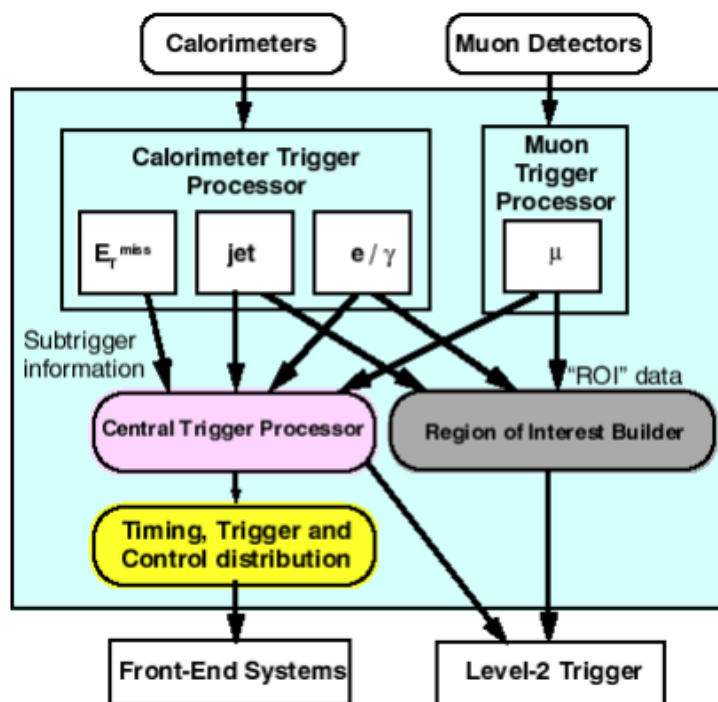 Calorimeters
Muon Detectors
Calorimeter Trigger
Processor
Muon
Trigger
Processor
E_T^miss
jet
e / γ
μ
Subtrigger
information
"ROI" data
Central Trigger Processor
Region of Interest Builder
Timing, Trigger and
Control distribution
Front-End Systems
Level-2 Trigger